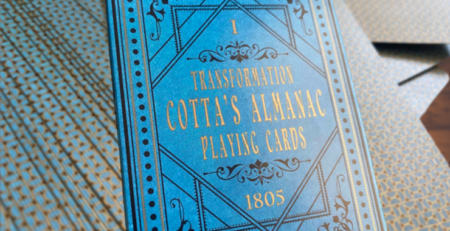 I
TRANSFORMATION
COTTA'S ALMANAC
PLAYING CARDS
1805